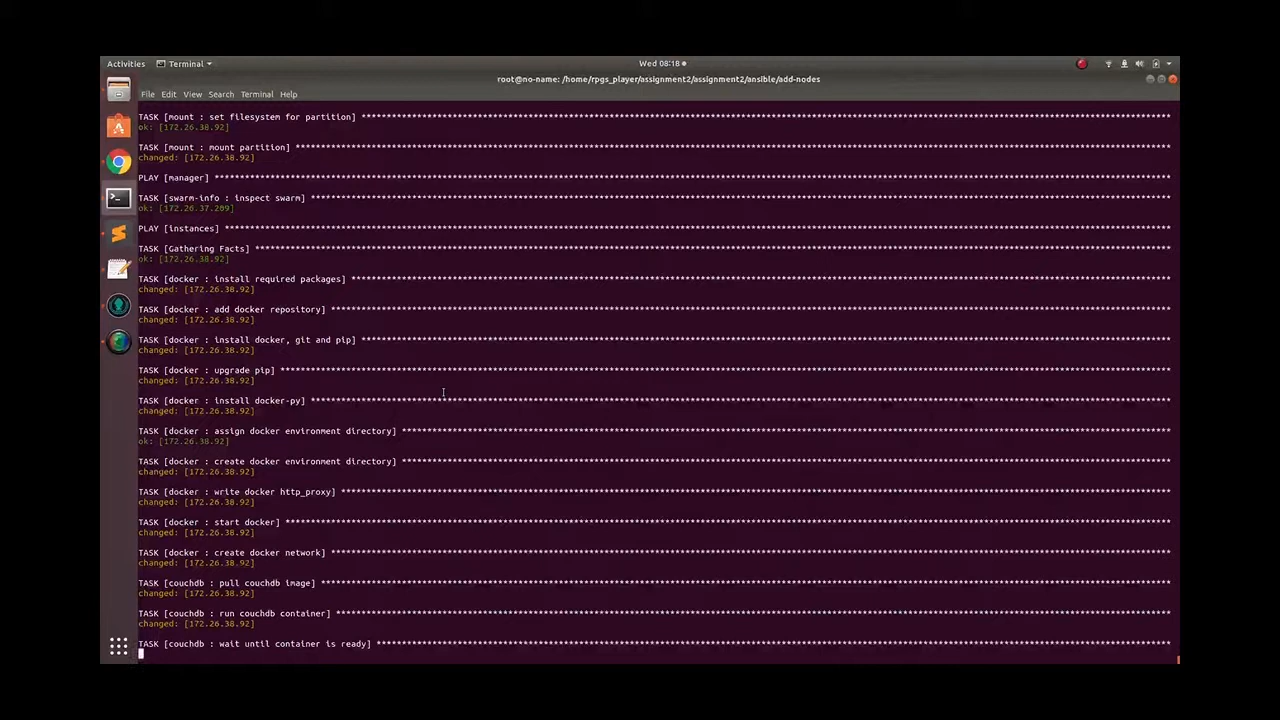 Activities
Terminal
Wed 08:18
root@no-name: /home/rpgs_player/assignment2/assignment2/ansible/add-nodes
File Edit View Search Terminal Help
TASK [mount : set filesystem for partition] ****************************************************************
ok: [172.26.38.92]
TASK [mount : mount partition] ****************************************************************
changed: [172.26.38.92]
PLAY [manager] ****************************************************************
TASK [swarm-info : inspect swarm] ****************************************************************
ok: [172.26.37.209]
PLAY [instances] ****************************************************************
TASK [Gathering Facts] ****************************************************************
ok: [172.26.38.92]
TASK [docker : install required packages] ****************************************************************
changed: [172.26.38.92]
TASK [docker : add docker repository] ****************************************************************
changed: [172.26.38.92]
TASK [docker : install docker, git and pip] ****************************************************************
changed: [172.26.38.92]
TASK [docker : upgrade pip] ****************************************************************
changed: [172.26.38.92]
TASK [docker : install docker-py] ****************************************************************
changed: [172.26.38.92]
TASK [docker : assign docker environment directory] ****************************************************************
ok: [172.26.38.92]
TASK [docker : create docker environment directory] ****************************************************************
changed: [172.26.38.92]
TASK [docker : write docker http_proxy] ****************************************************************
changed: [172.26.38.92]
TASK [docker : start docker] ****************************************************************
changed: [172.26.38.92]
TASK [docker : create docker network] ****************************************************************
changed: [172.26.38.92]
TASK [couchdb : pull couchdb image] ****************************************************************
changed: [172.26.38.92]
TASK [couchdb : run couchdb container] ****************************************************************
changed: [172.26.38.92]
TASK [couchdb : wait until container is ready] ****************************************************************